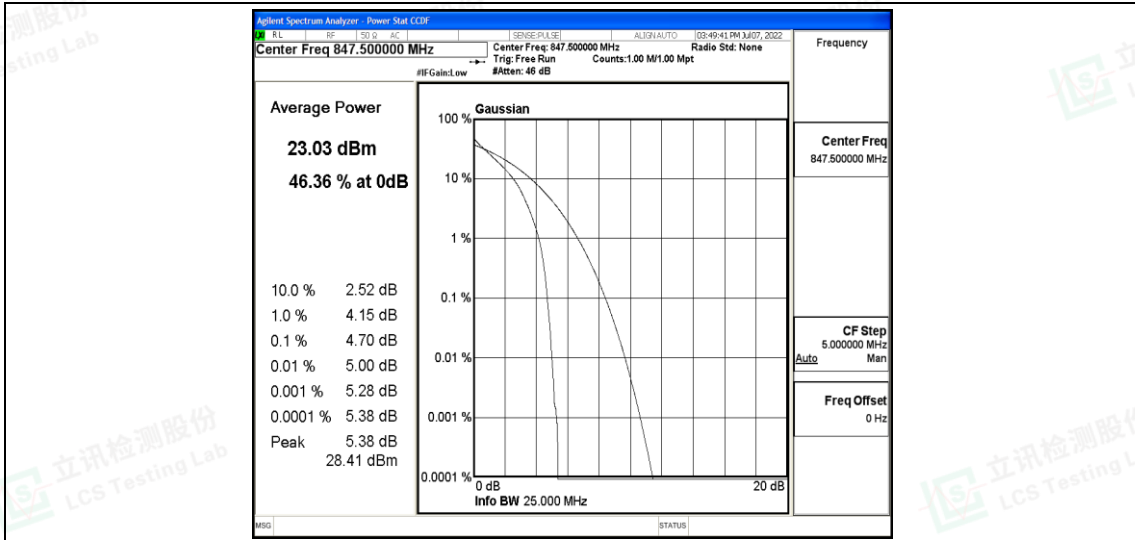 Agilent Spectrum Analyzer - Power Stat CCDF
RL RF 50 Ω AC SENSE:PULSE ALIGNAUTO 03:49:41 PM Jul07, 2022
Center Freq 847.500000 MHz
Center Freq: 847.500000 MHz Radio Std: None
Trig: Free Run Counts:1.00 M/1.00 Mpt
#IFGain:Low #Atten: 46 dB
Frequency
Average Power
23.03 dBm
46.36 % at 0dB
10.0 % 2.52 dB
1.0 % 4.15 dB
0.1 % 4.70 dB
0.01 % 5.00 dB
0.001 % 5.28 dB
0.0001 % 5.38 dB
Peak 5.38 dB
28.41 dBm
Gaussian
100 %
10 %
1 %
0.1 %
0.01 %
0.001 %
0.0001 %
0 dB 20 dB
Info BW 25.000 MHz
Center Freq
847.500000 MHz
CF Step
5.000000 MHz
Auto Man
Freq Offset
0 Hz
MSG STATUS
立讯检测股份
LCS Testing Lab
立讯检测股份
LCS Testing L